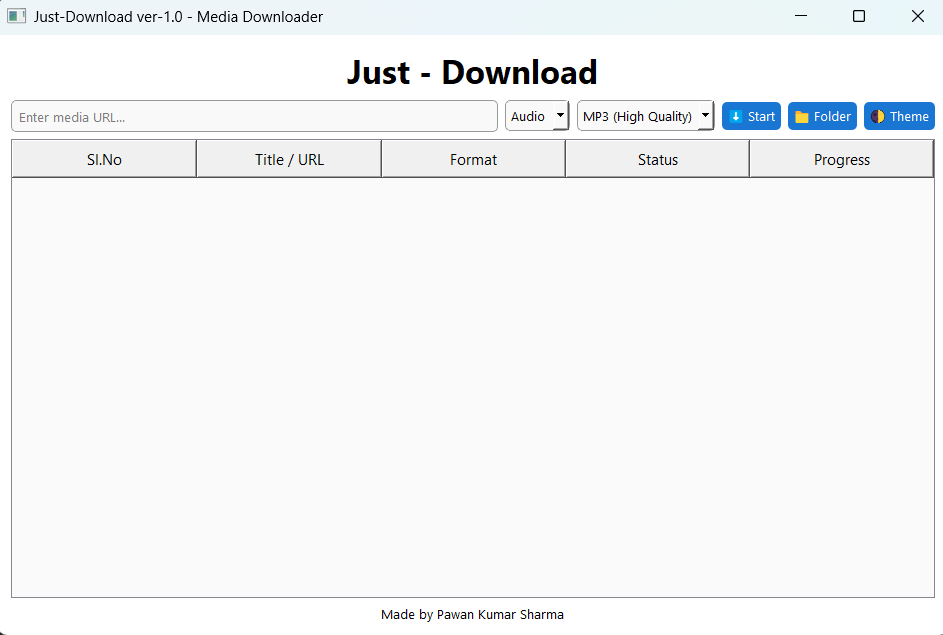 Just-Download ver-1.0 - Media Downloader
Just - Download
Enter media URL... Audio MP3 (High Quality) Start Folder Theme
Sl.No Title / URL Format Status Progress
Made by Pawan Kumar Sharma